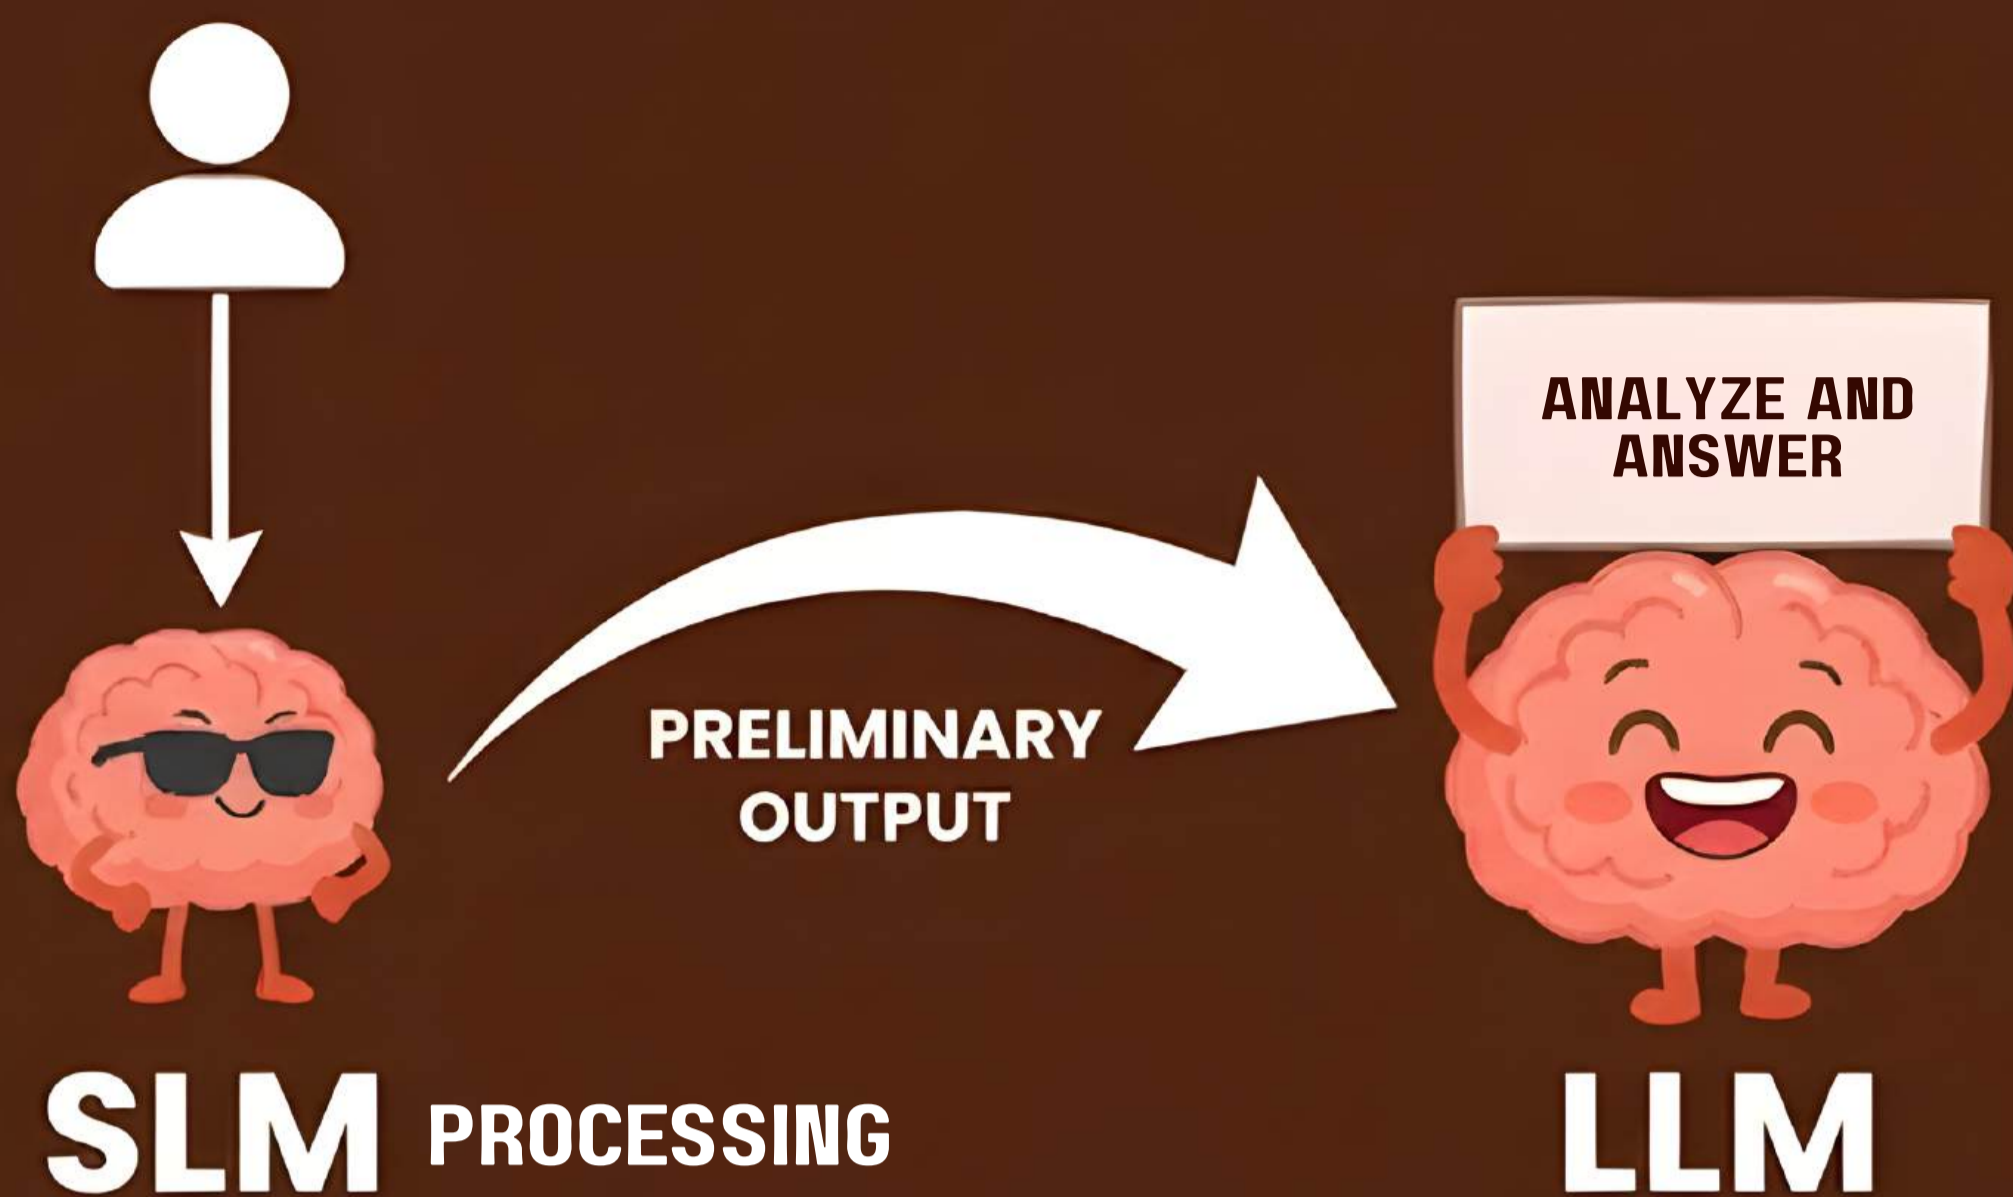 ANALYZE AND
ANSWER
PRELIMINARY
OUTPUT
SLM PROCESSING
LLM